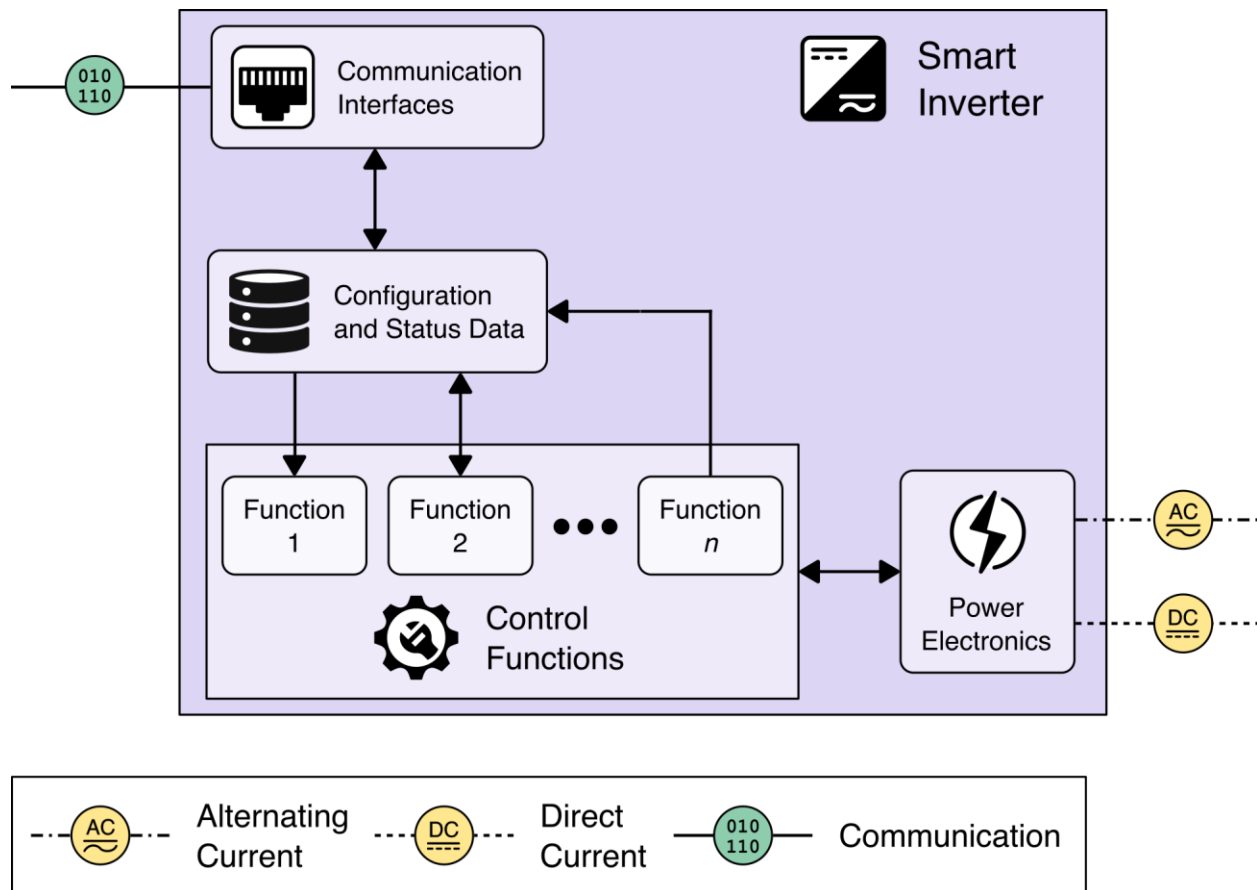 010
110
Communication
Interfaces
Smart
Inverter
Configuration
and Status Data
Function
1
Function
2
Function
n
Control
Functions
Power
Electronics
AC
DC
AC
Alternating
Current
DC
Direct
Current
010
110
Communication